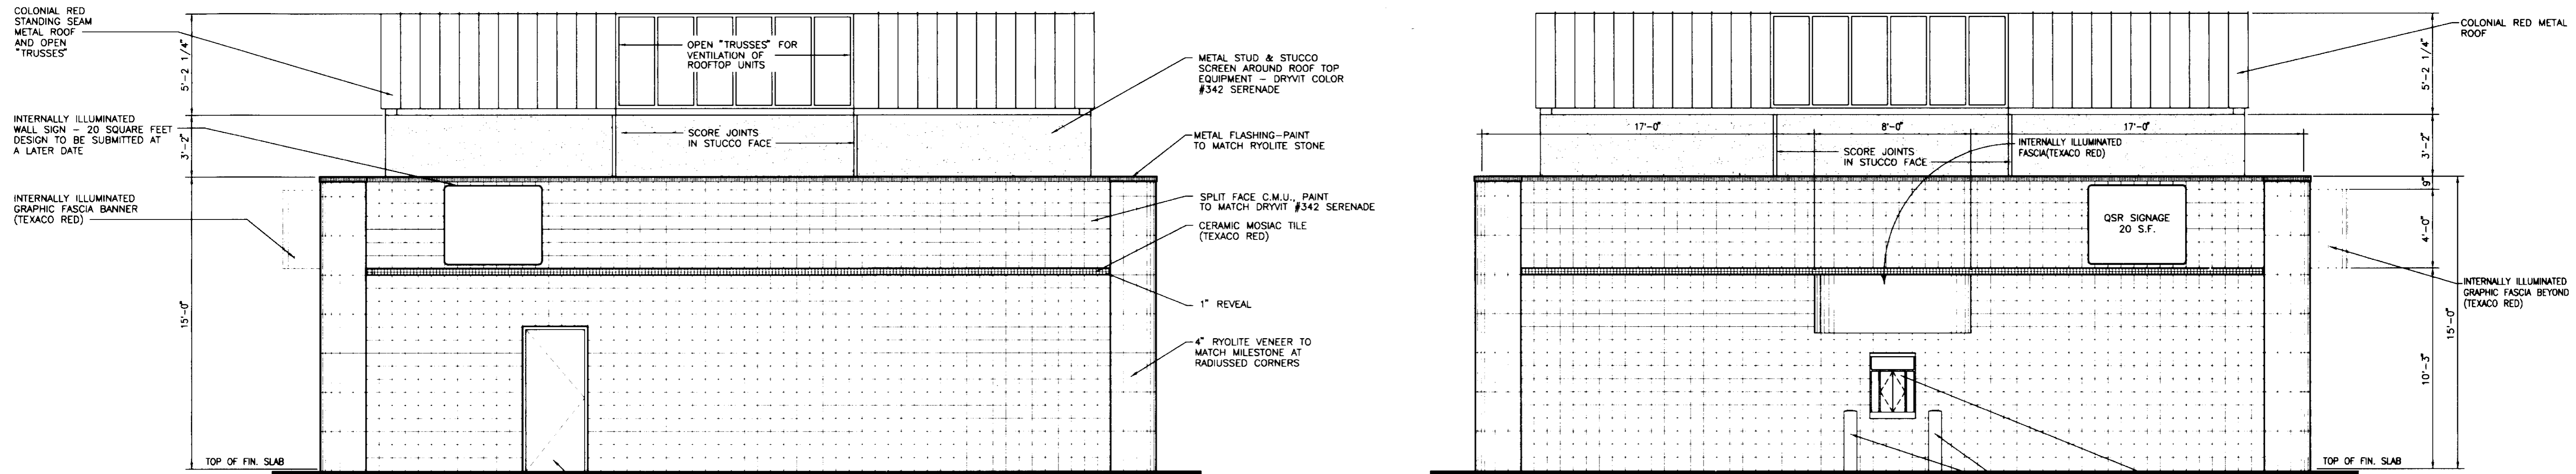 COLONIAL RED
STANDING SEAM
METAL ROOF
AND OPEN
"TRUSSES"
5'-2 1/4"
OPEN "TRUSSES" FOR
VENTILATION OF
ROOFTOP UNITS
METAL STUD & STUCCO
SCREEN AROUND ROOF TOP
EQUIPMENT - DRYVIT COLOR
#342 SERENADE
INTERNALLY ILLUMINATED
WALL SIGN - 20 SQUARE FEET
DESIGN TO BE SUBMITTED AT
A LATER DATE
3'-2"
SCORE JOINTS
IN STUCCO FACE
METAL FLASHING-PAINT
TO MATCH RYOLITE STONE
INTERNALLY ILLUMINATED
GRAPHIC FASCIA BANNER
(TEXACO RED)
SPLIT FACE C.M.U., PAINT
TO MATCH DRYVIT #342 SERENADE
CERAMIC MOSIAC TILE
(TEXACO RED)
15'-0"
1" REVEAL
4" RYOLITE VENEER TO
MATCH MILESTONE AT
RADIUSSED CORNERS
TOP OF FIN. SLAB
COLONIAL RED METAL
ROOF
5'-2 1/4"
17'-0"
8'-0"
17'-0"
INTERNALLY ILLUMINATED
FASCIA(TEXACO RED)
SCORE JOINTS
IN STUCCO FACE
3'-2"
9"
QSR SIGNAGE
20 S.F.
4'-0"
INTERNALLY ILLUMINATED
GRAPHIC FASCIA BEYOND
(TEXACO RED)
15'-0"
10'-3"
TOP OF FIN. SLAB